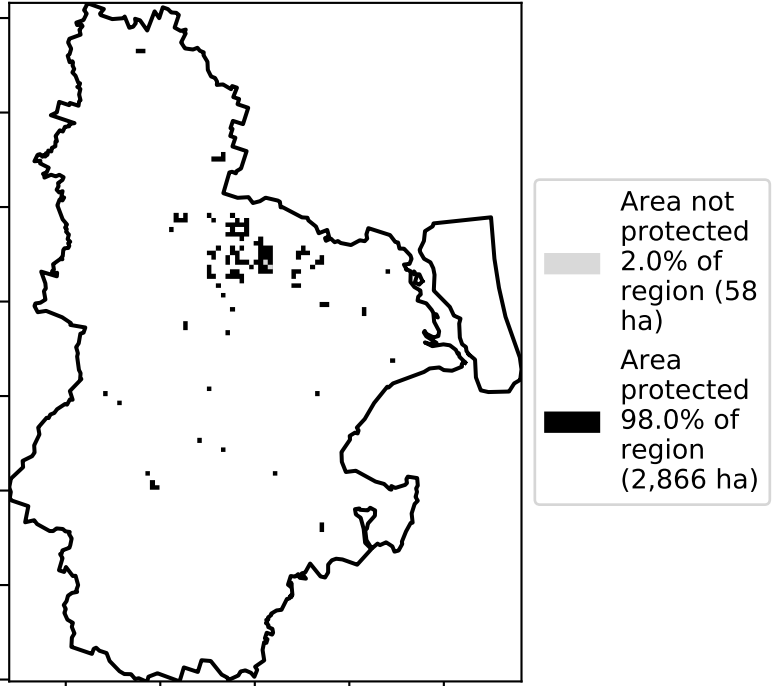 Area not
protected
2.0% of
region (58
ha)
Area
protected
98.0% of
region
(2,866 ha)